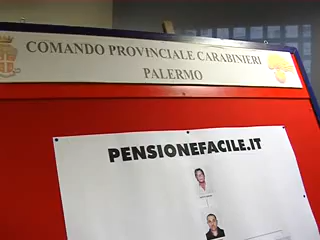 COMANDO PROVINCIALE CARABINIERI
PALERMO
PENSIONEFACILE.IT